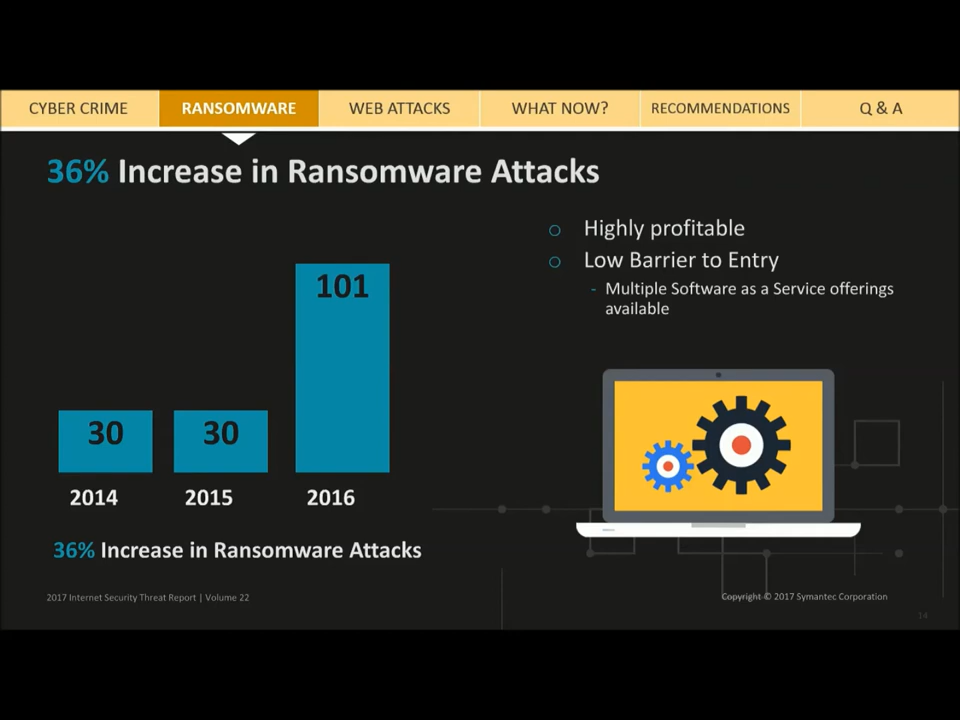 CYBER CRIME
RANSOMWARE
WEB ATTACKS
WHAT NOW?
RECOMMENDATIONS
Q & A
36% Increase in Ransomware Attacks
○ Highly profitable
○ Low Barrier to Entry
- Multiple Software as a Service offerings
available
101
30
30
2014
2015
2016
36% Increase in Ransomware Attacks
2017 Internet Security Threat Report | Volume 22
Copyright © 2017 Symantec Corporation
14